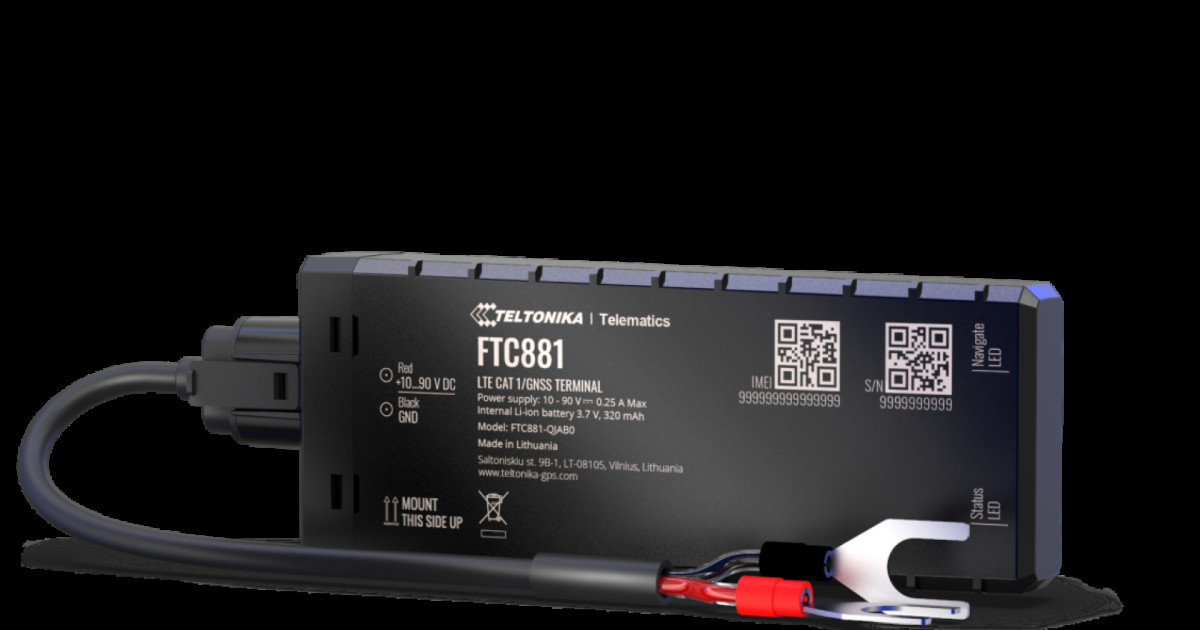 TELTONIKA | Telematics
FTC881
LTE CAT 1/GNSS TERMINAL
Power supply: 10 - 90 V⎓ 0.25 A Max
Internal Li-ion battery 3.7 V, 320 mAh
Model: FTC881-QJAB0
Made in Lithuania
Saltoniskiu st. 9B-1, LT-08105, Vilnius, Lithuania
www.teltonika-gps.com
Red
+10...90 V DC
Black
GND
MOUNT
THIS SIDE UP
IMEI
999999999999999
S/N
9999999999
Navigate
LED
Status
LED